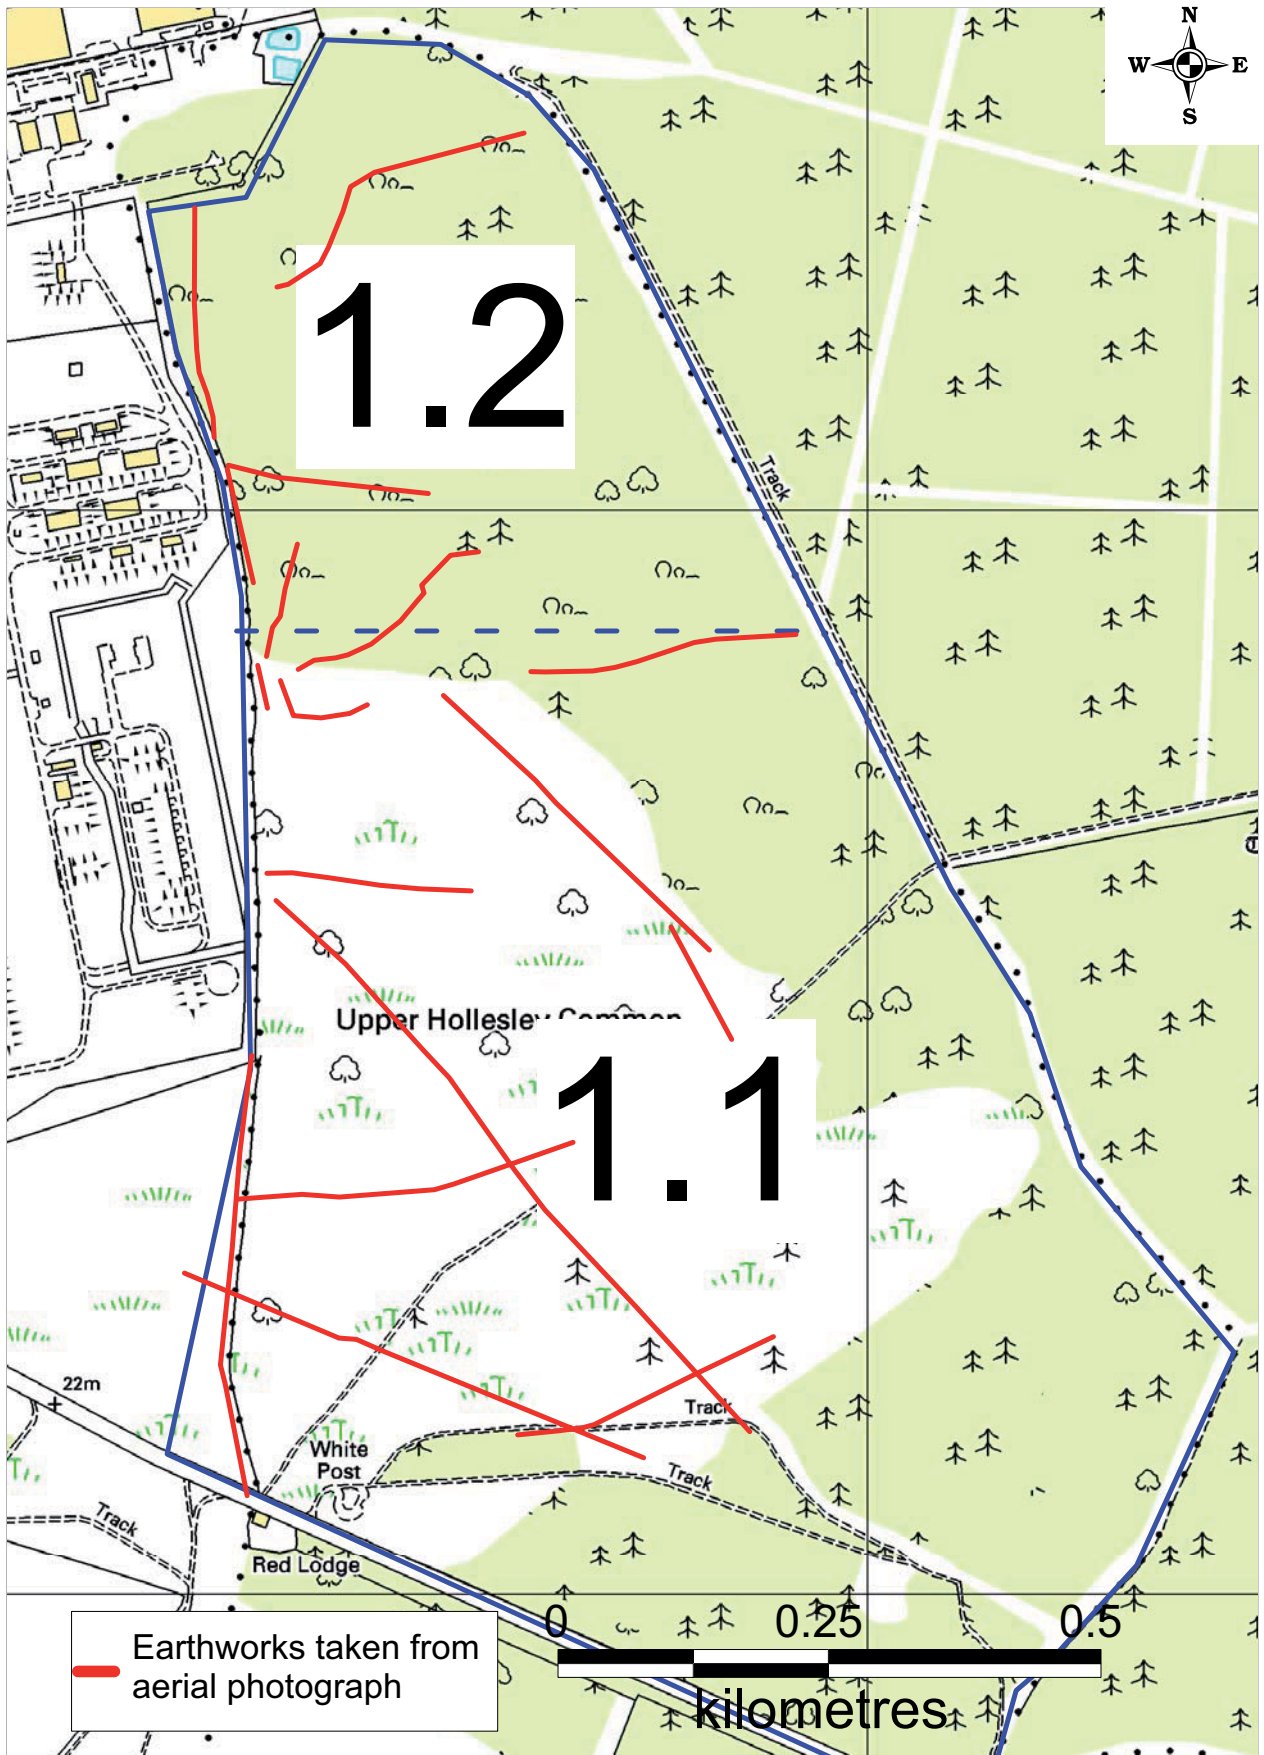 N
W E
S
1.2
Track
Upper Hollesley Common
1.1
22m
Track
White
Post
Track
Track
Red Lodge
0 0.25 0.5
kilometres
Earthworks taken from
aerial photograph